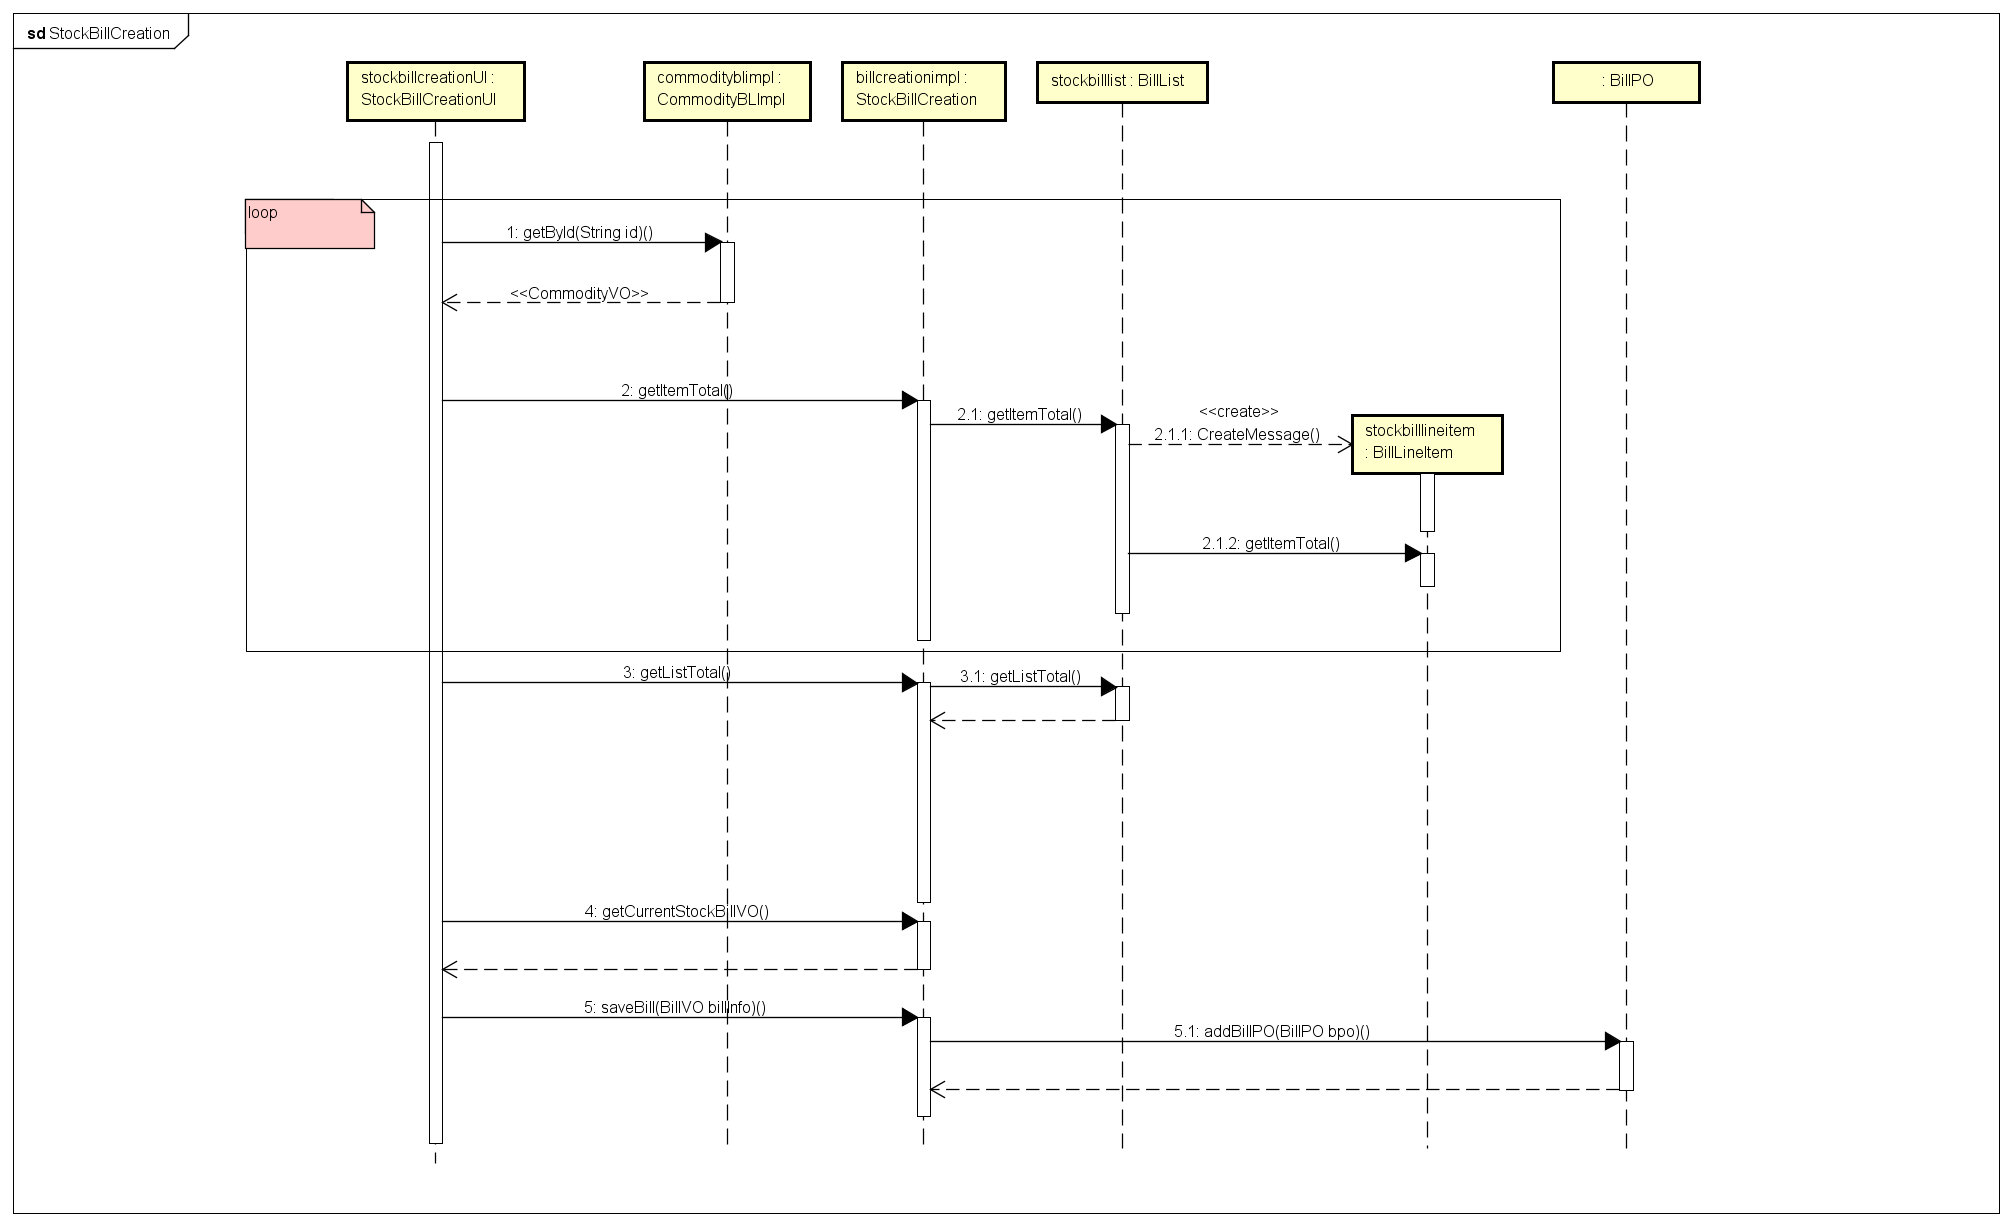 sd StockBillCreation
stockbillcreationUI :
StockBillCreationUI
commodityblimpl :
CommodityBLImpl
billcreationimpl :
StockBillCreation
stockbilllist : BillList
: BillPO
loop
1: getById(String id)()
<<CommodityVO>>
2: getItemTotal()
2.1: getItemTotal()
<<create>>
2.1.1: CreateMessage()
stockbilllineitem
: BillLineItem
2.1.2: getItemTotal()
3: getListTotal()
3.1: getListTotal()
4: getCurrentStockBillVO()
5: saveBill(BillVO billInfo)()
5.1: addBillPO(BillPO bpo)()